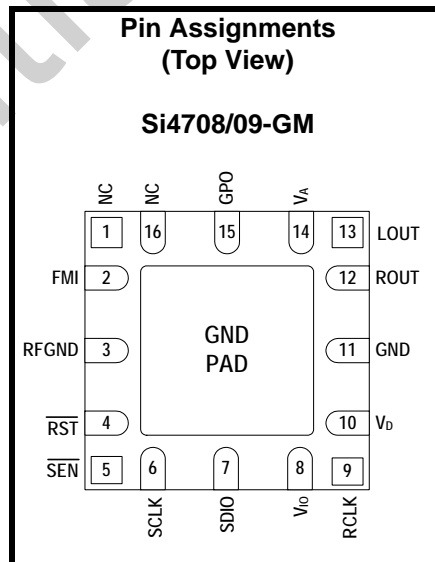 Pin Assignments
(Top View)
Si4708/09-GM
NC
NC
GPO
VA
1
16
15
14
13
LOUT
FMI
2
12
ROUT
GND
PAD
RFGND
3
11
GND
RST
4
10
VD
SEN
5
6
7
8
9
SCLK
SDIO
VIO
RCLK